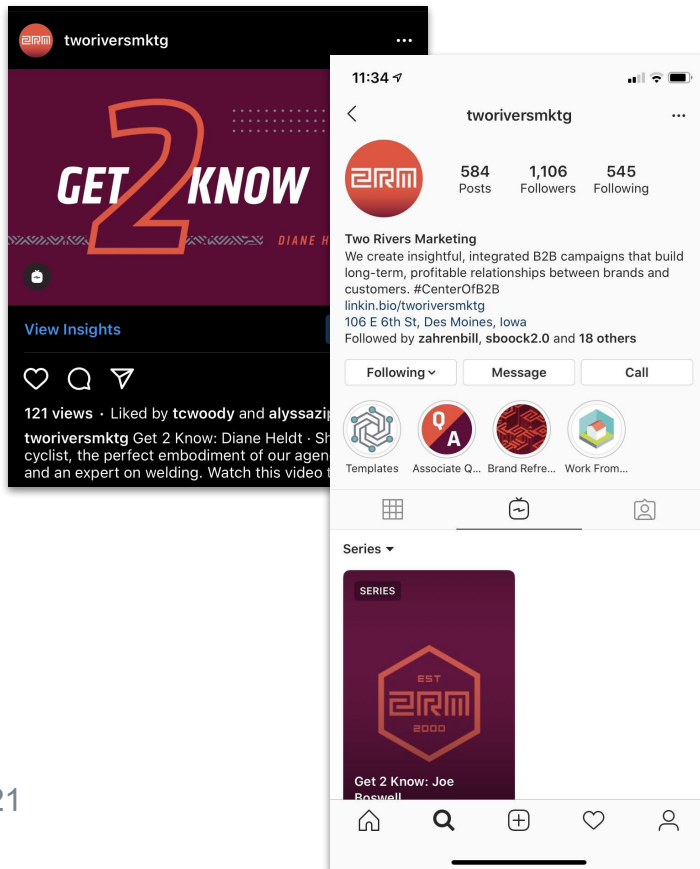 2RM tworiversmktg ...
GET 2 KNOW
DIANE H
View Insights
121 views · Liked by tcwoody and alyssazip
tworiversmktg Get 2 Know: Diane Heldt · Sh
cyclist, the perfect embodiment of our agen
and an expert on welding. Watch this video t
11:34
tworiversmktg ...
2RM
584 1,106 545
Posts Followers Following
Two Rivers Marketing
We create insightful, integrated B2B campaigns that build
long-term, profitable relationships between brands and
customers. #CenterOfB2B
linkin.bio/tworiversmktg
106 E 6th St, Des Moines, Iowa
Followed by zahrenbill, sboock2.0 and 18 others
Following Message Call
Q
A
Templates Associate Q... Brand Refre... Work From...
Series
SERIES
EST
2RM
2000
Get 2 Know: Joe
Boswell
21